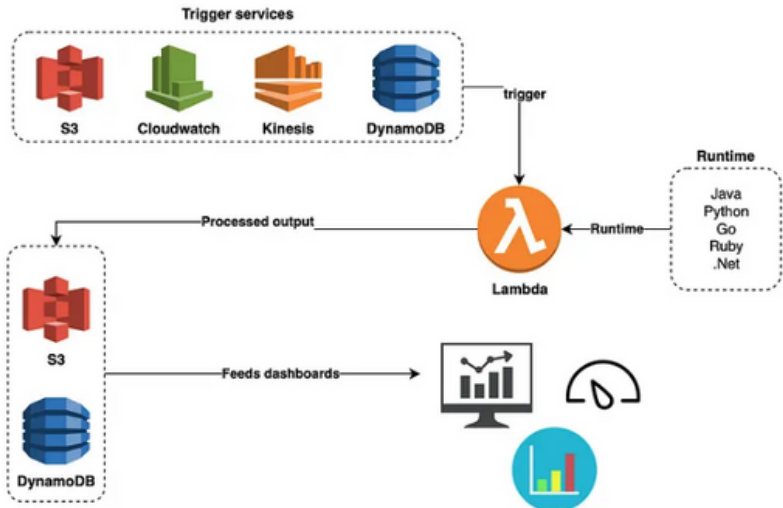 Trigger services
S3
Cloudwatch
Kinesis
DynamoDB
trigger
Runtime
Java
Python
Go
Ruby
.Net
Processed output
Runtime
Lambda
S3
Feeds dashboards
DynamoDB